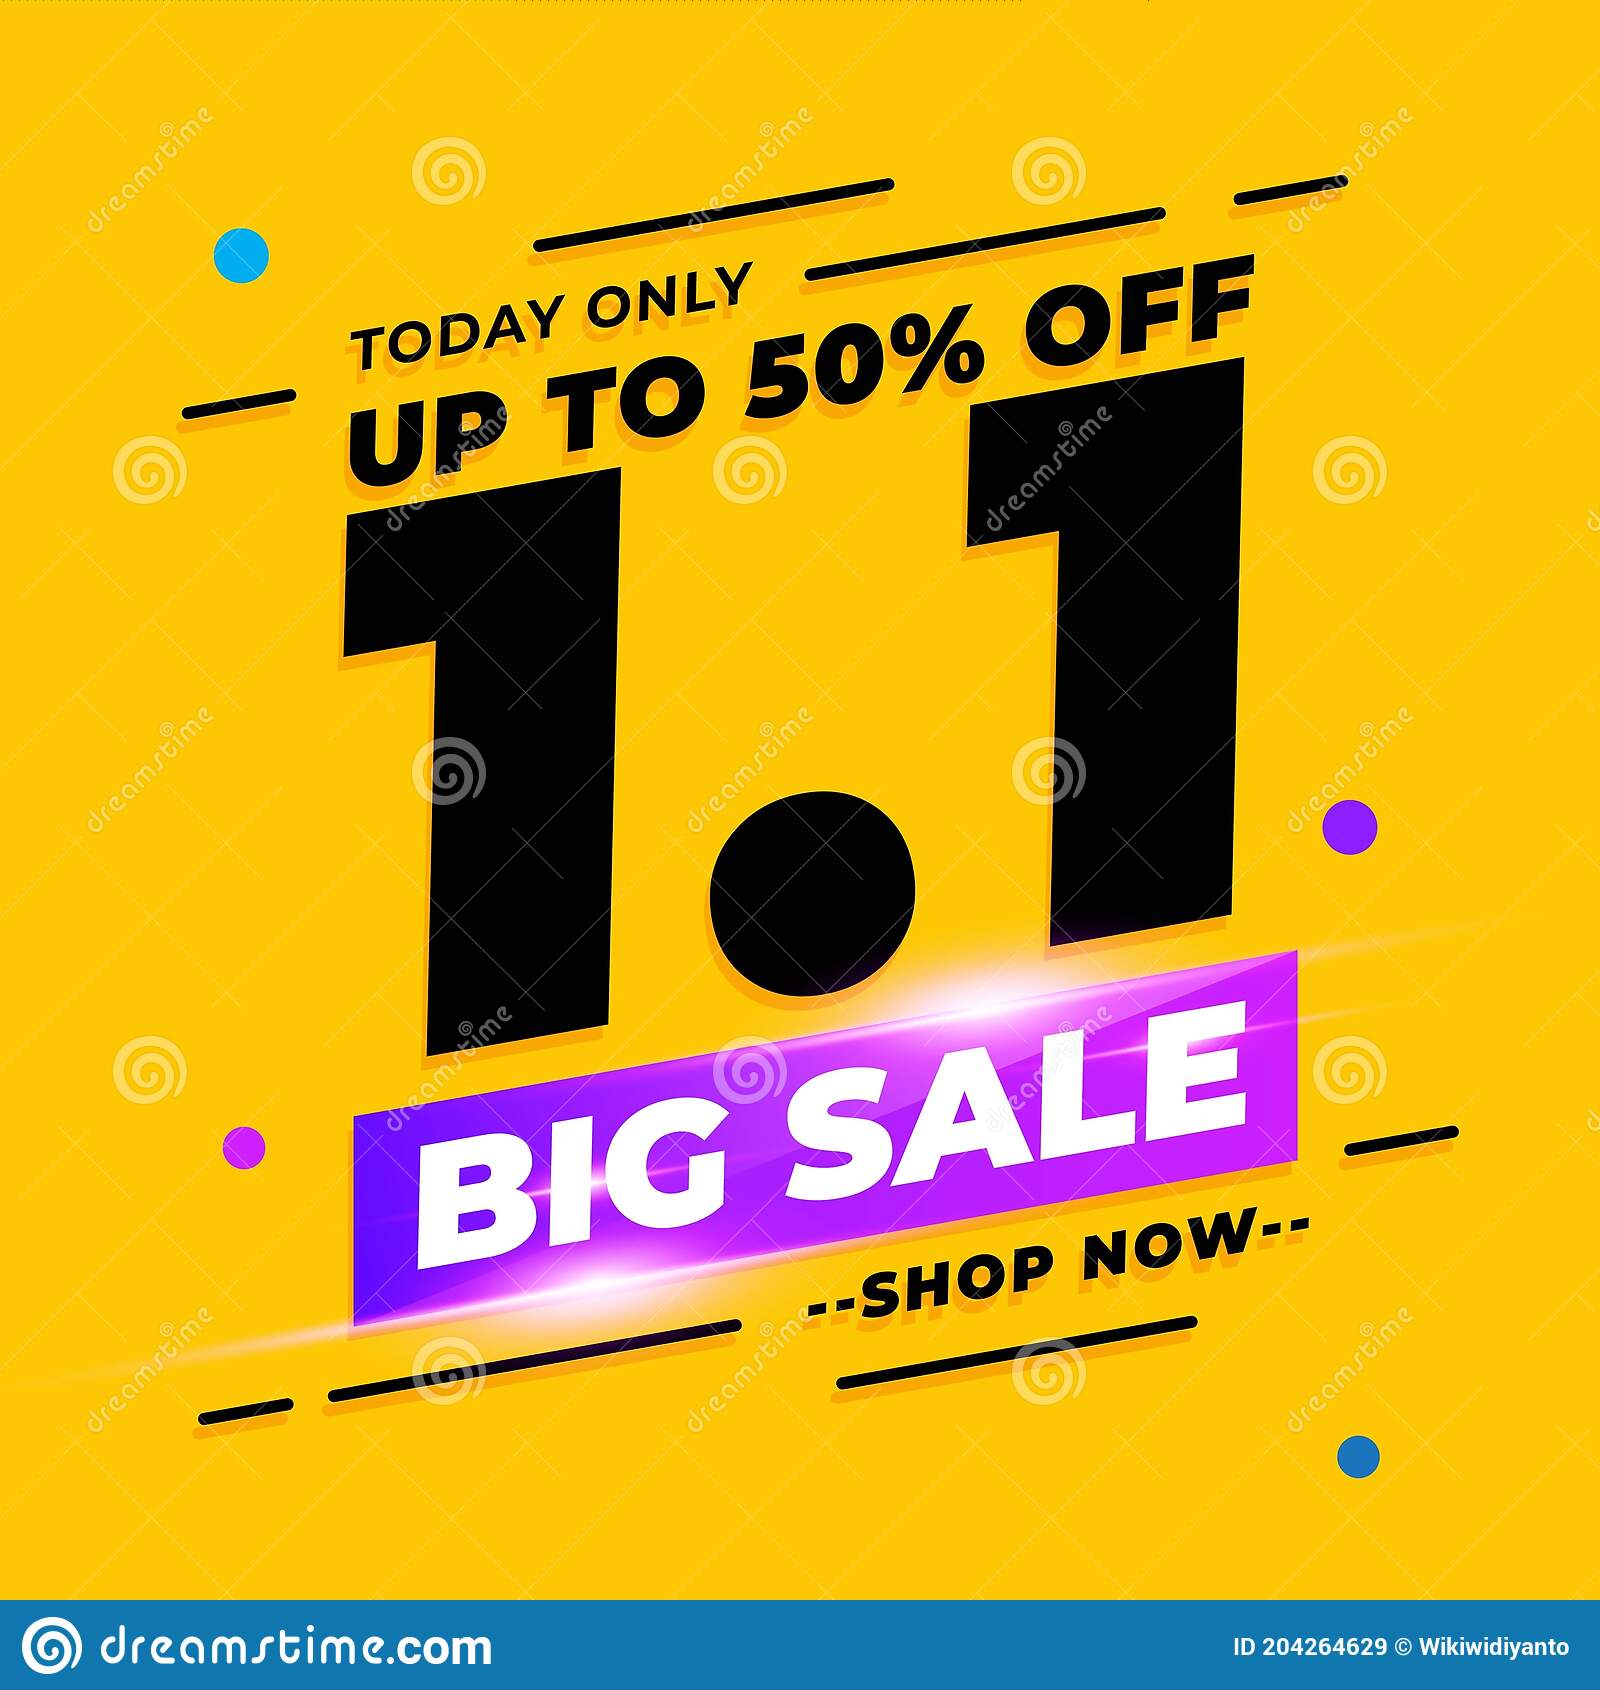 TODAY ONLY
UP TO 50% OFF
1.1
BIG SALE
--SHOP NOW--
dreamstime.com
ID 204264629 © Wikiwidiyanto